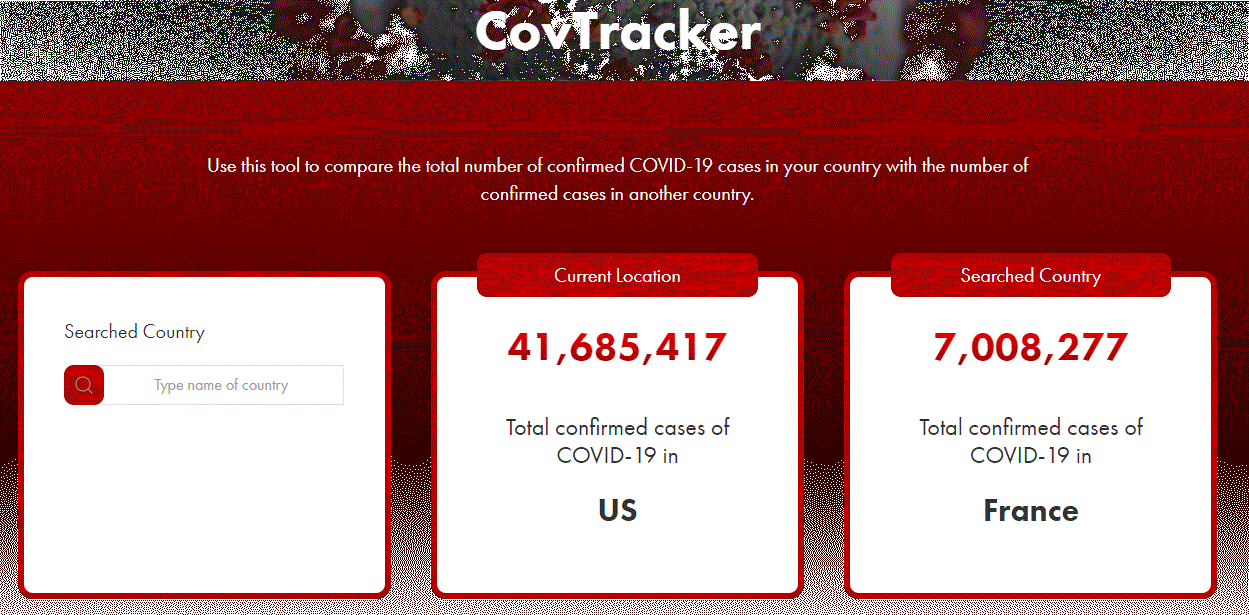 CovTracker
Use this tool to compare the total number of confirmed COVID-19 cases in your country with the number of
confirmed cases in another country.
Searched Country
Type name of country
Current Location
41,685,417
Total confirmed cases of
COVID-19 in
US
Searched Country
7,008,277
Total confirmed cases of
COVID-19 in
France